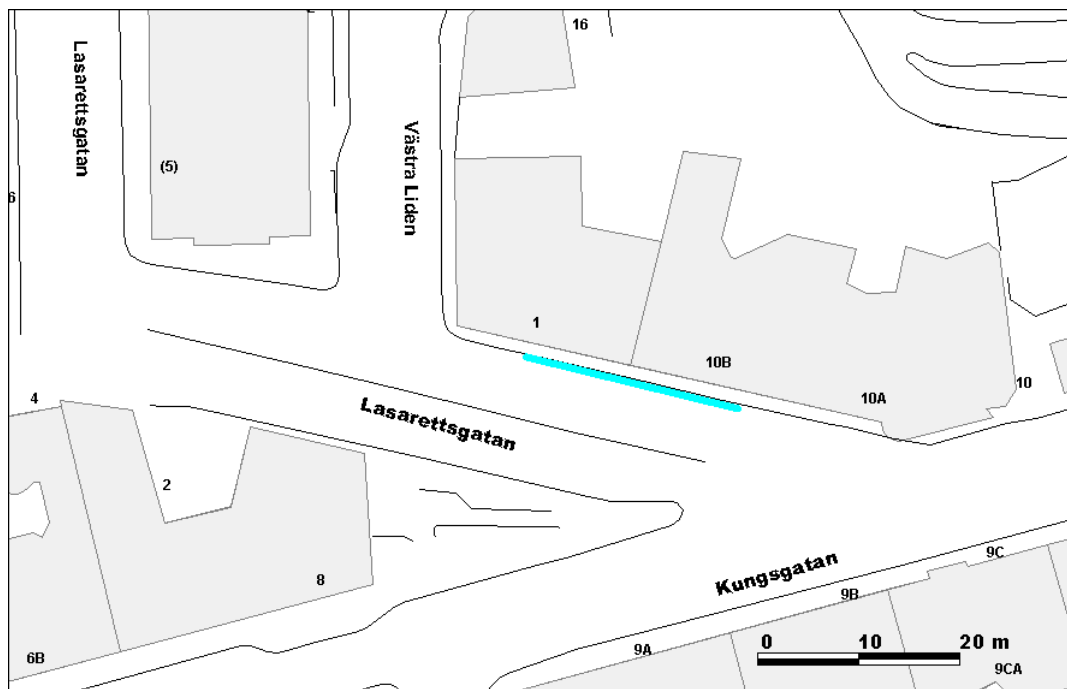 16
Lasarettsgatan
Västra Liden
(5)
6
1
10B
10A
10
4
Lasarettsgatan
2
8
Kungsgatan
9C
9B
9A
6B
0 10 20 m
9CA